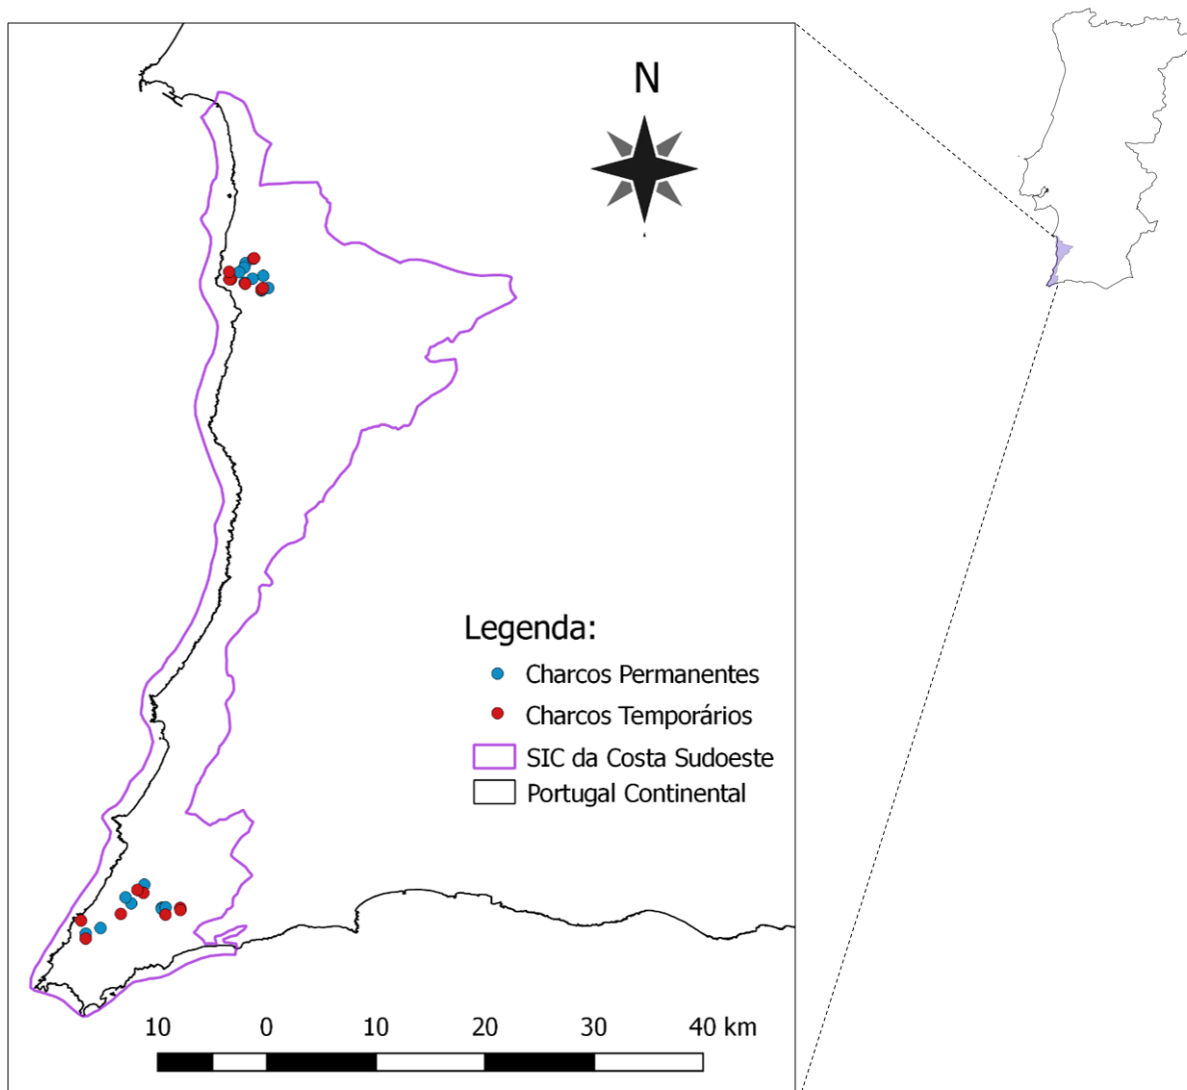 N
Legenda:
Charcos Permanentes
Charcos Temporários
SIC da Costa Sudoeste
Portugal Continental
10 0 10 20 30 40 km